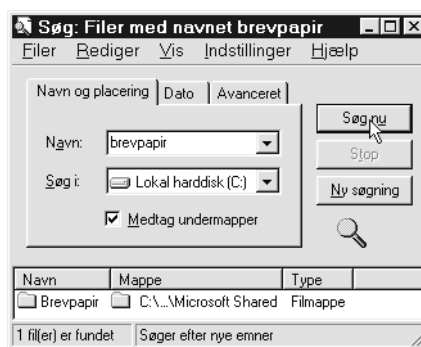 Søg: Filer med navnet brevpapir
Filer Rediger Vis Indstillinger Hjælp
Navn og placering Dato Avanceret
Søg nu
Navn: brevpapir
Stop
Søg i: Lokal harddisk (C:)
Ny søgning
Medtag undermapper
Navn Mappe Type
Brevpapir C:\...\Microsoft Shared Filmappe
1 fil(er) er fundet Søger efter nye emner